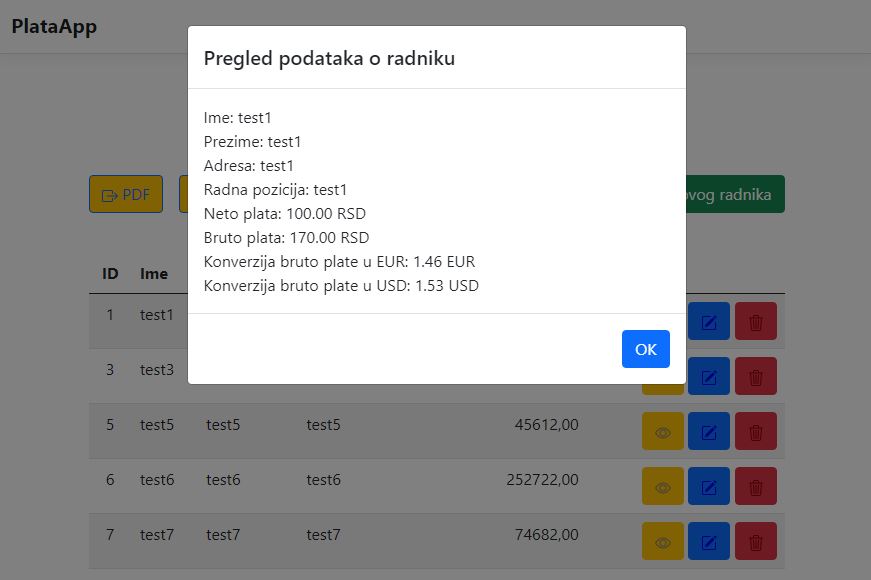 PlataApp
Pregled podataka o radniku
Ime: test1
Prezime: test1
Adresa: test1
Radna pozicija: test1
Neto plata: 100.00 RSD
Bruto plata: 170.00 RSD
Konverzija bruto plate u EUR: 1.46 EUR
Konverzija bruto plate u USD: 1.53 USD
OK
PDF
radnika
ID Ime
1 test1
3 test3
5 test5 test5 test5 45612,00
6 test6 test6 test6 252722,00
7 test7 test7 test7 74682,00